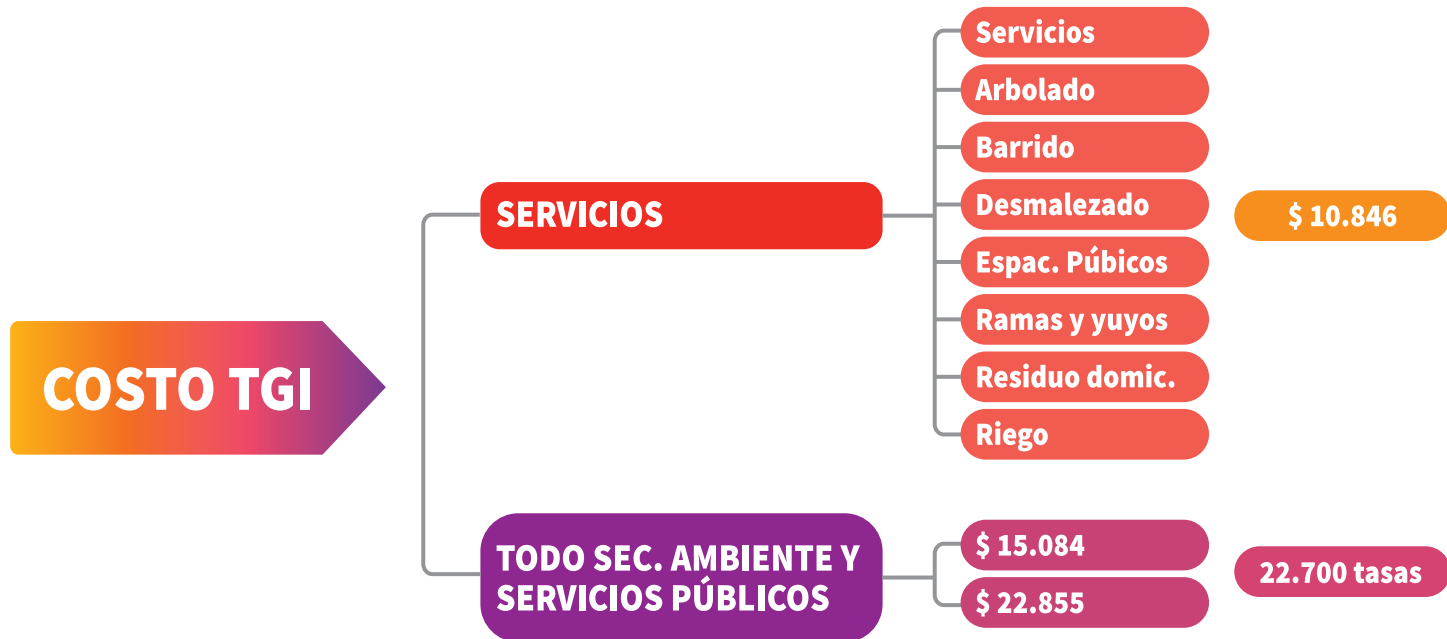 COSTO TGI
SERVICIOS
Servicios
Arbolado
Barrido
Desmalezado
Espac. Púbicos
Ramas y yuyos
Residuo domic.
Riego
$ 10.846
TODO SEC. AMBIENTE Y
SERVICIOS PÚBLICOS
$ 15.084
$ 22.855
22.700 tasas